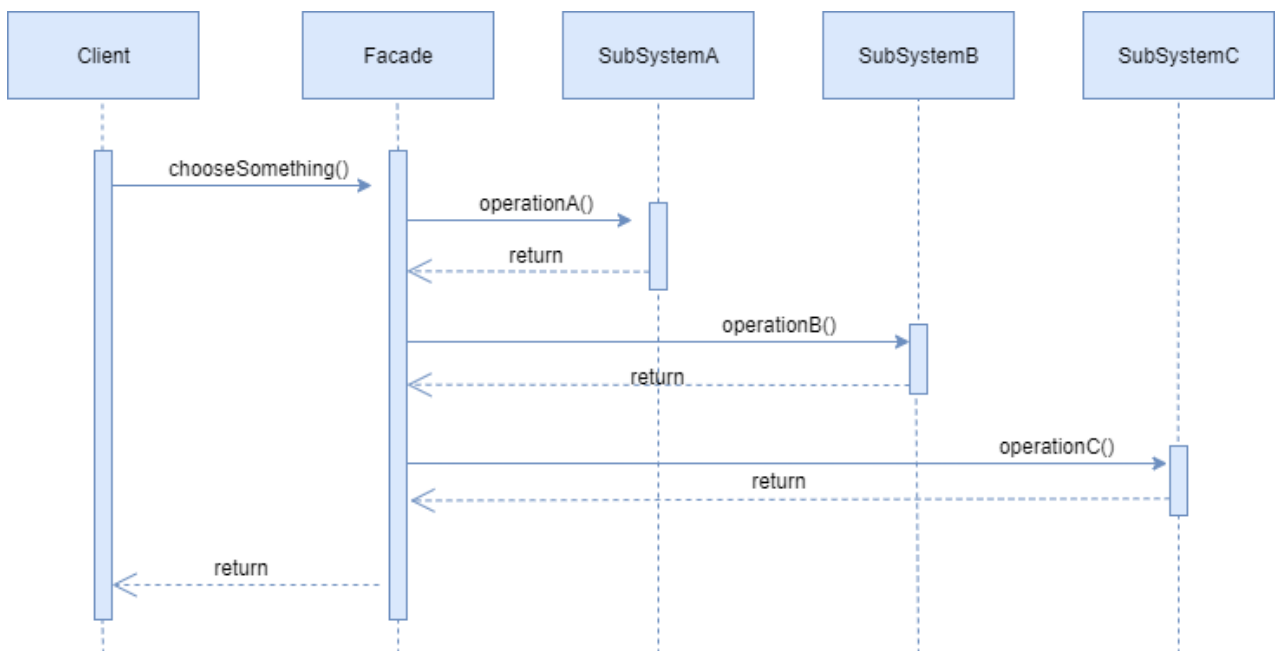 Client
Facade
SubSystemA
SubSystemB
SubSystemC
chooseSomething()
operationA()
return
operationB()
return
operationC()
return
return